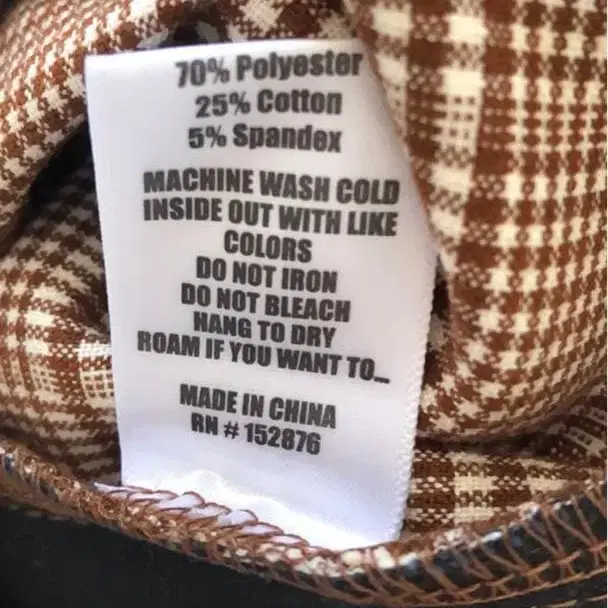 70% Polyester
25% Cotton
5% Spandex
MACHINE WASH COLD
INSIDE OUT WITH LIKE
COLORS
DO NOT IRON
DO NOT BLEACH
HANG TO DRY
ROAM IF YOU WANT TO...
MADE IN CHINA
RN # 152876